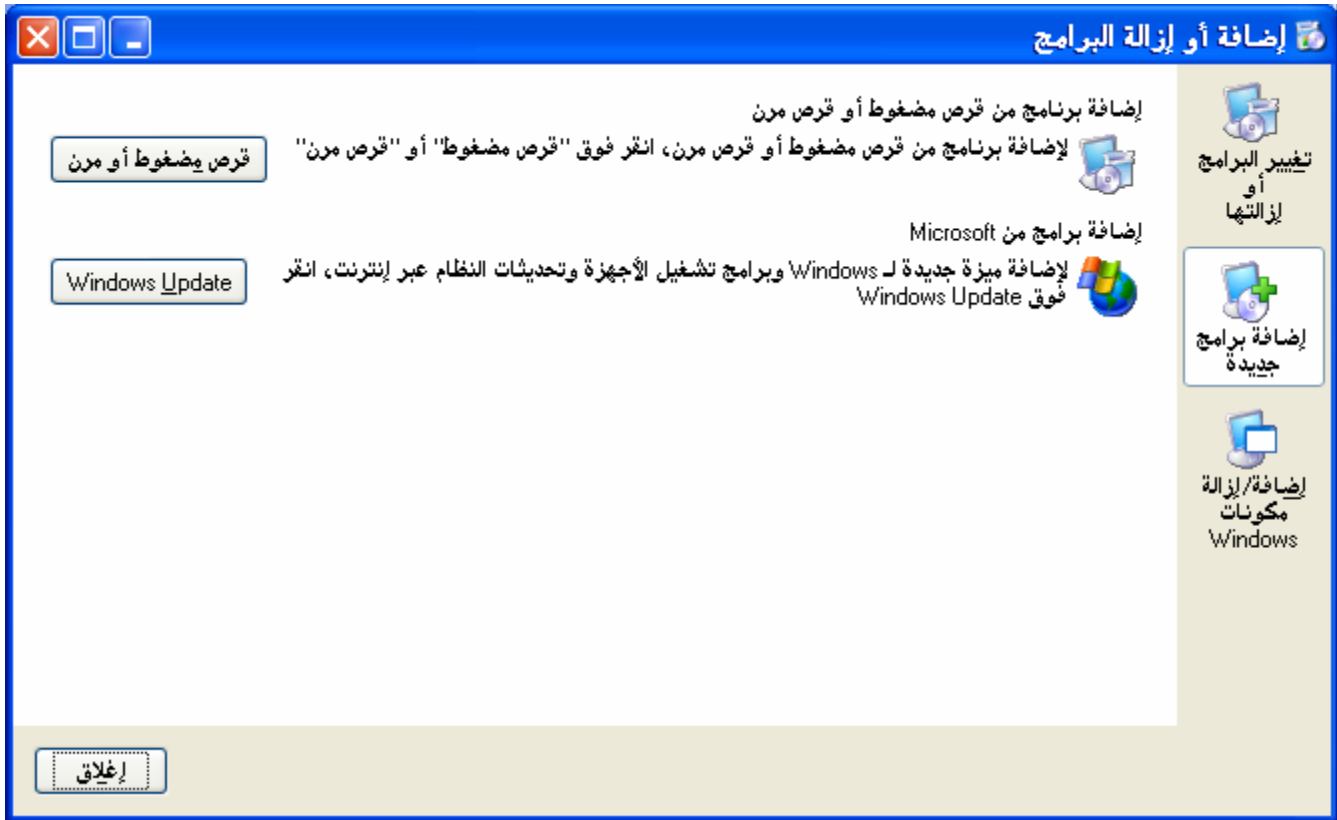 إضافة أو إزالة البرامج
تغيير البرامج
أو
إزالتها
إضافة برامج
جديدة
إضافة/إزالة
مكونات
Windows
إضافة برنامج من قرص مضغوط أو قرص مرن
لإضافة برنامج من قرص مضغوط أو قرص مرن، انقر فوق "قرص مضغوط" أو "قرص مرن"
قرص مضغوط أو مرن
إضافة برامج من Microsoft
لإضافة ميزة جديدة لـ Windows وبرامج تشغيل الأجهزة وتحديثات النظام عبر إنترنت، انقر
فوق Windows Update
Windows Update
إغلاق